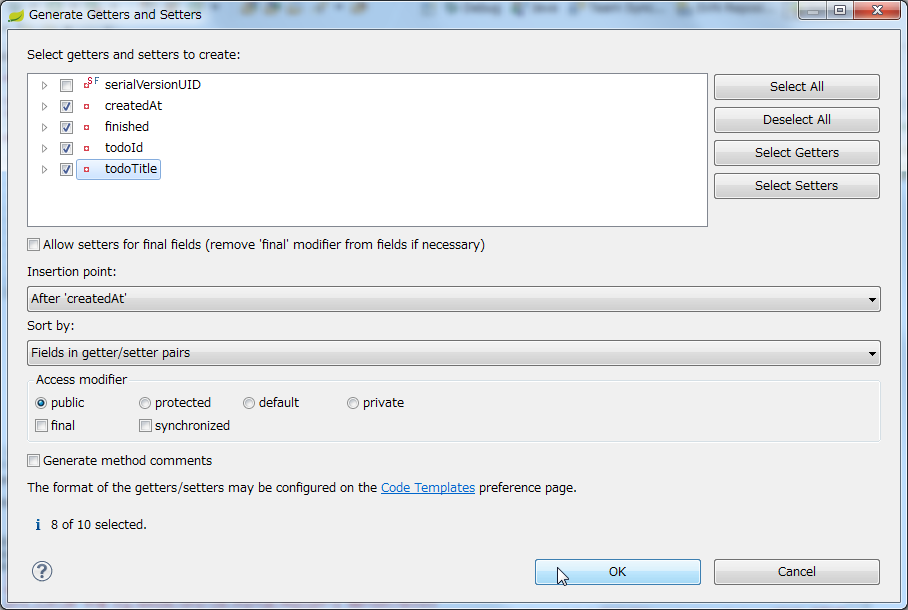 Generate Getters and Setters
Select getters and setters to create:
serialVersionUID
createdAt
finished
todoId
todoTitle
Select All
Deselect All
Select Getters
Select Setters
Allow setters for final fields (remove 'final' modifier from fields if necessary)
Insertion point:
After 'createdAt'
Sort by:
Fields in getter/setter pairs
Access modifier
public protected default private
final synchronized
Generate method comments
The format of the getters/setters may be configured on the Code Templates preference page.
i 8 of 10 selected.
? OK Cancel